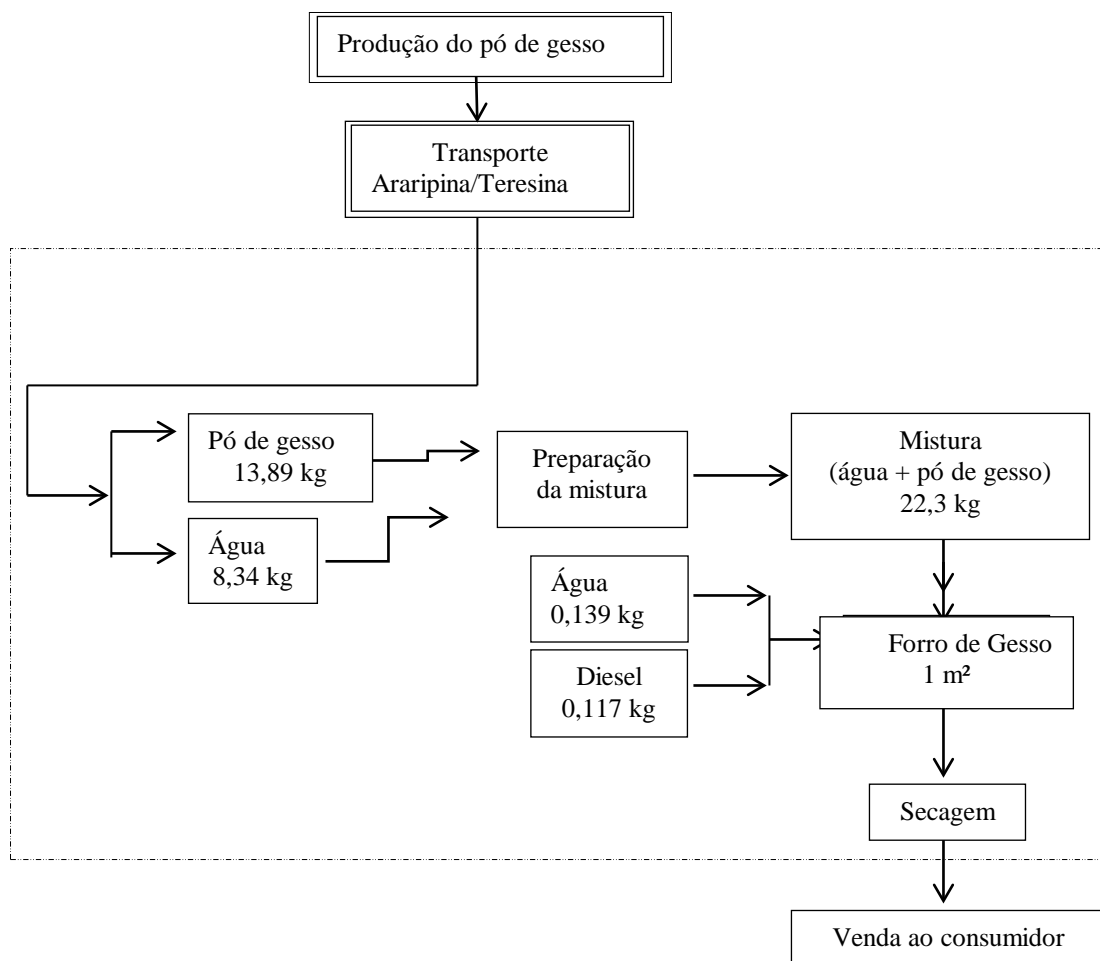 Produção do pó de gesso
Transporte
Araripina/Teresina
Pó de gesso
13,89 kg
Água
8,34 kg
Preparação
da mistura
Mistura
(água + pó de gesso)
22,3 kg
Água
0,139 kg
Diesel
0,117 kg
Forro de Gesso
1 m²
Secagem
Venda ao consumidor